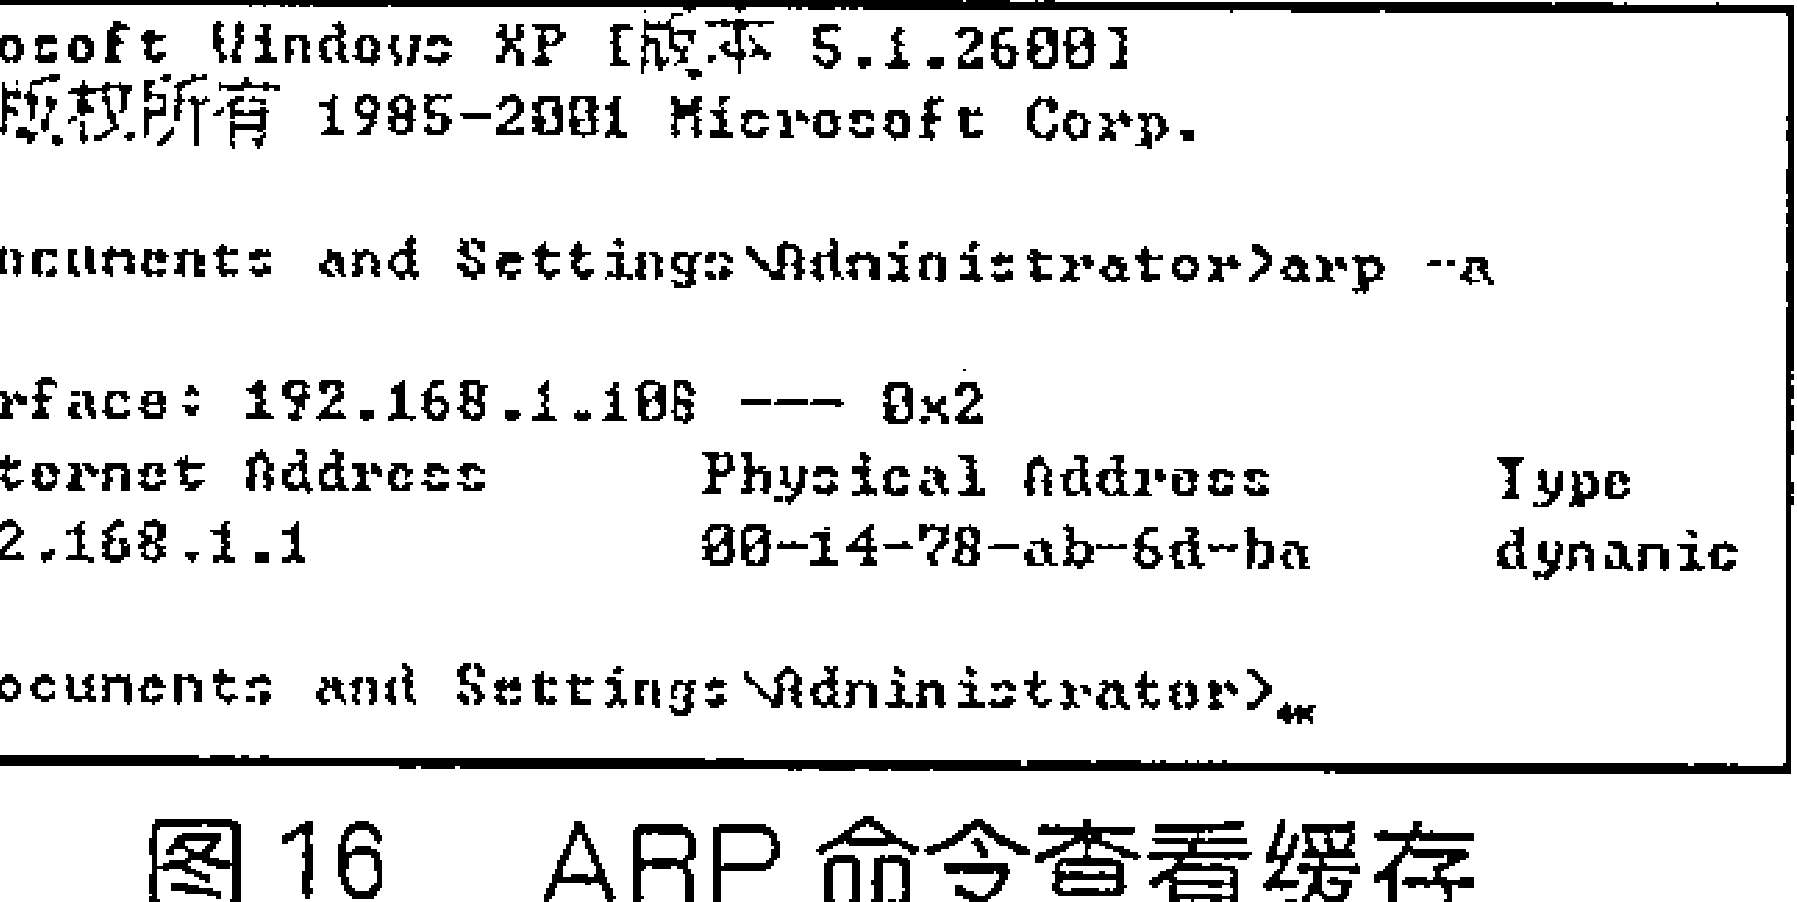 osoft Windows XP [版本 5.1.2600]
版权所有 1985-2001 Microsoft Corp.
ocuments and Settings\Administrator>arp -a
rface: 192.168.1.106 --- 0x2
ternet Address Physical Address Type
2.168.1.1 00-14-78-ab-6d-ba dynamic
ocuments and Settings\Administrator>
图 16 ARP 命令查看缓存